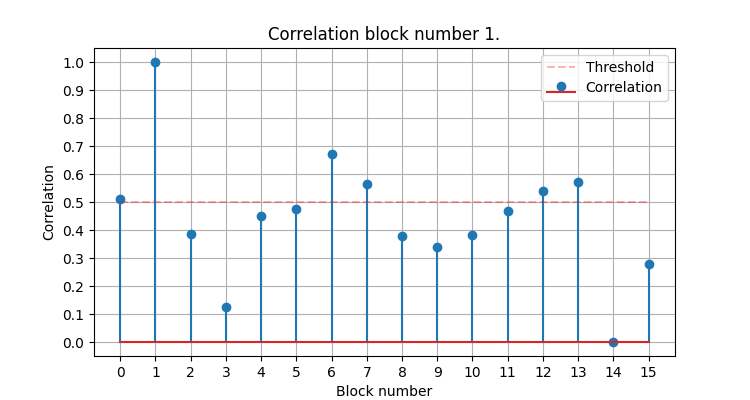 Correlation block number 1.
Threshold
Correlation
Correlation
1.0
0.9
0.8
0.7
0.6
0.5
0.4
0.3
0.2
0.1
0.0
0 1 2 3 4 5 6 7 8 9 10 11 12 13 14 15
Block number